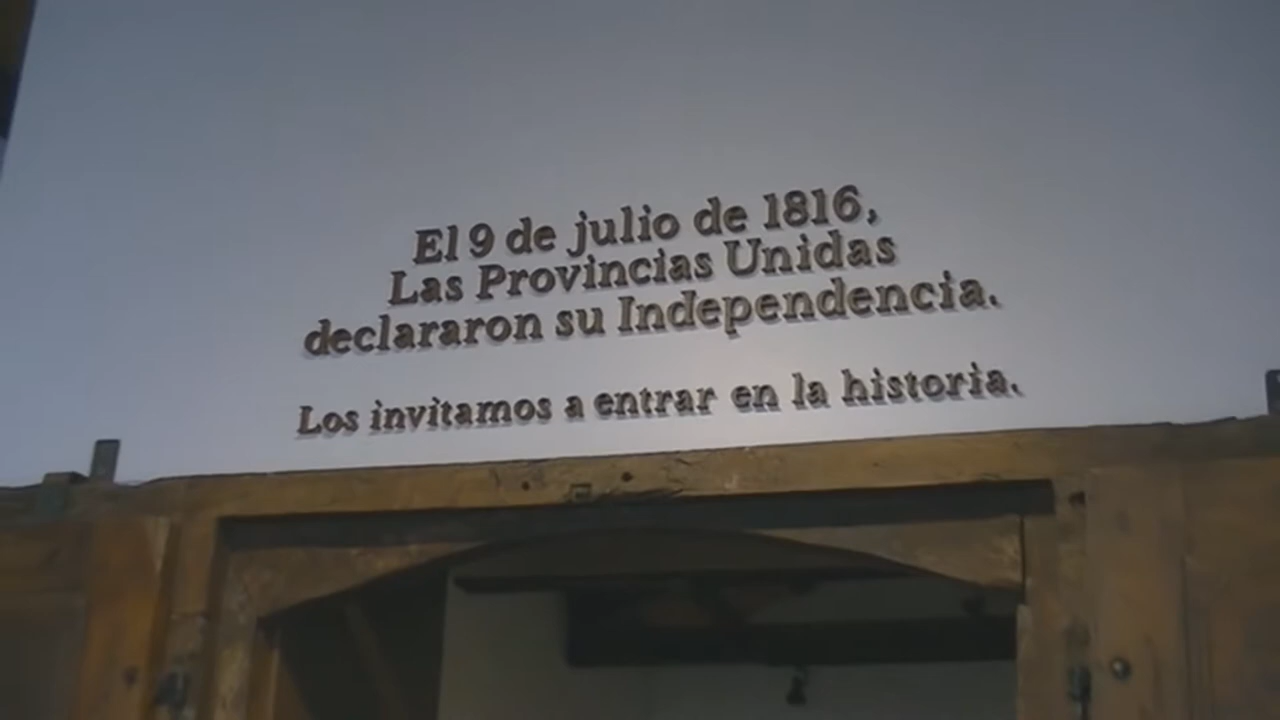 El 9 de julio de 1816,
Las Provincias Unidas
declararon su Independencia.
Los invitamos a entrar en la historia.